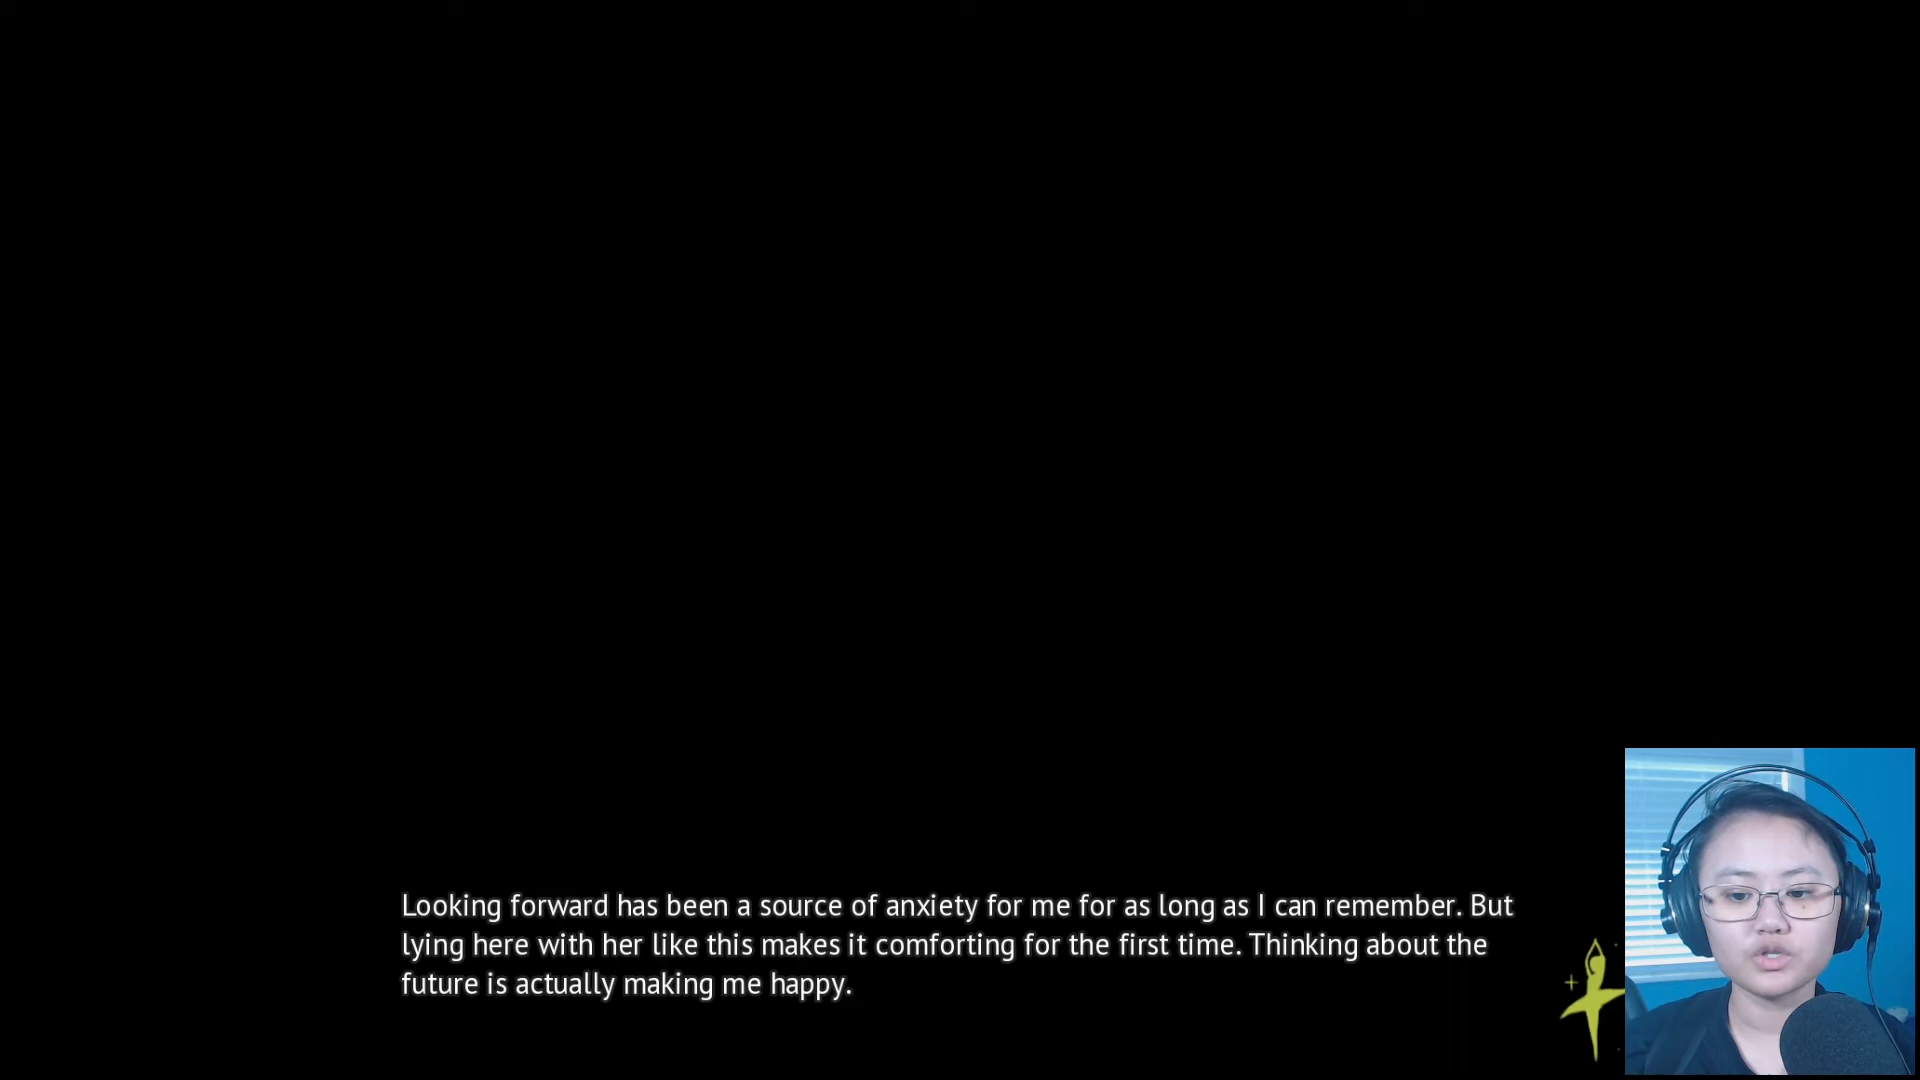 Looking forward has been a source of anxiety for me for as long as I can remember. But
lying here with her like this makes it comforting for the first time. Thinking about the
future is actually making me happy.